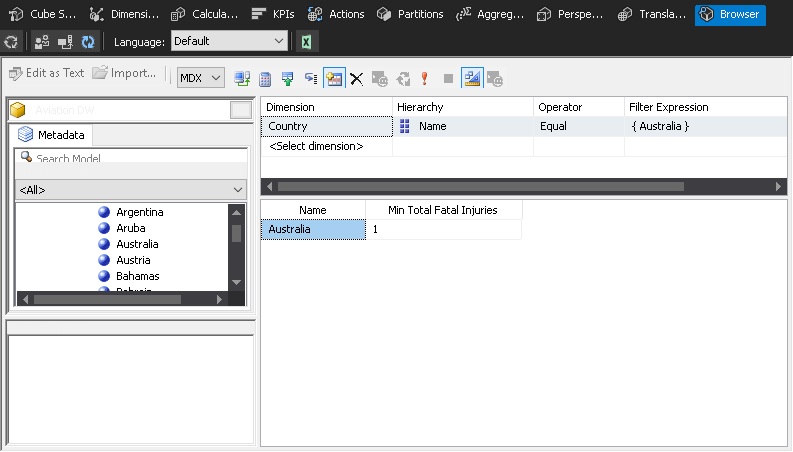 Cube S... Dimensi... Calcula... KPIs Actions Partitions Aggreg... Perspe... Transla... Browser
Language: Default
Edit as Text Import... MDX
Aviation DW
Metadata
Search Model
<All>
Argentina
Aruba
Australia
Austria
Bahamas
Bahrain
Dimension Hierarchy Operator Filter Expression
Country Name Equal { Australia }
<Select dimension>
Name Min Total Fatal Injuries
Australia 1